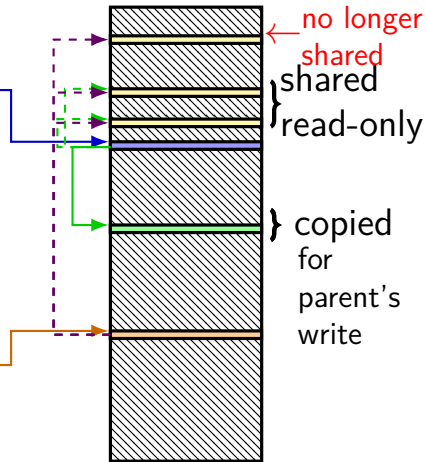 no longer
shared
shared
read-only
copied
for
parent's
write